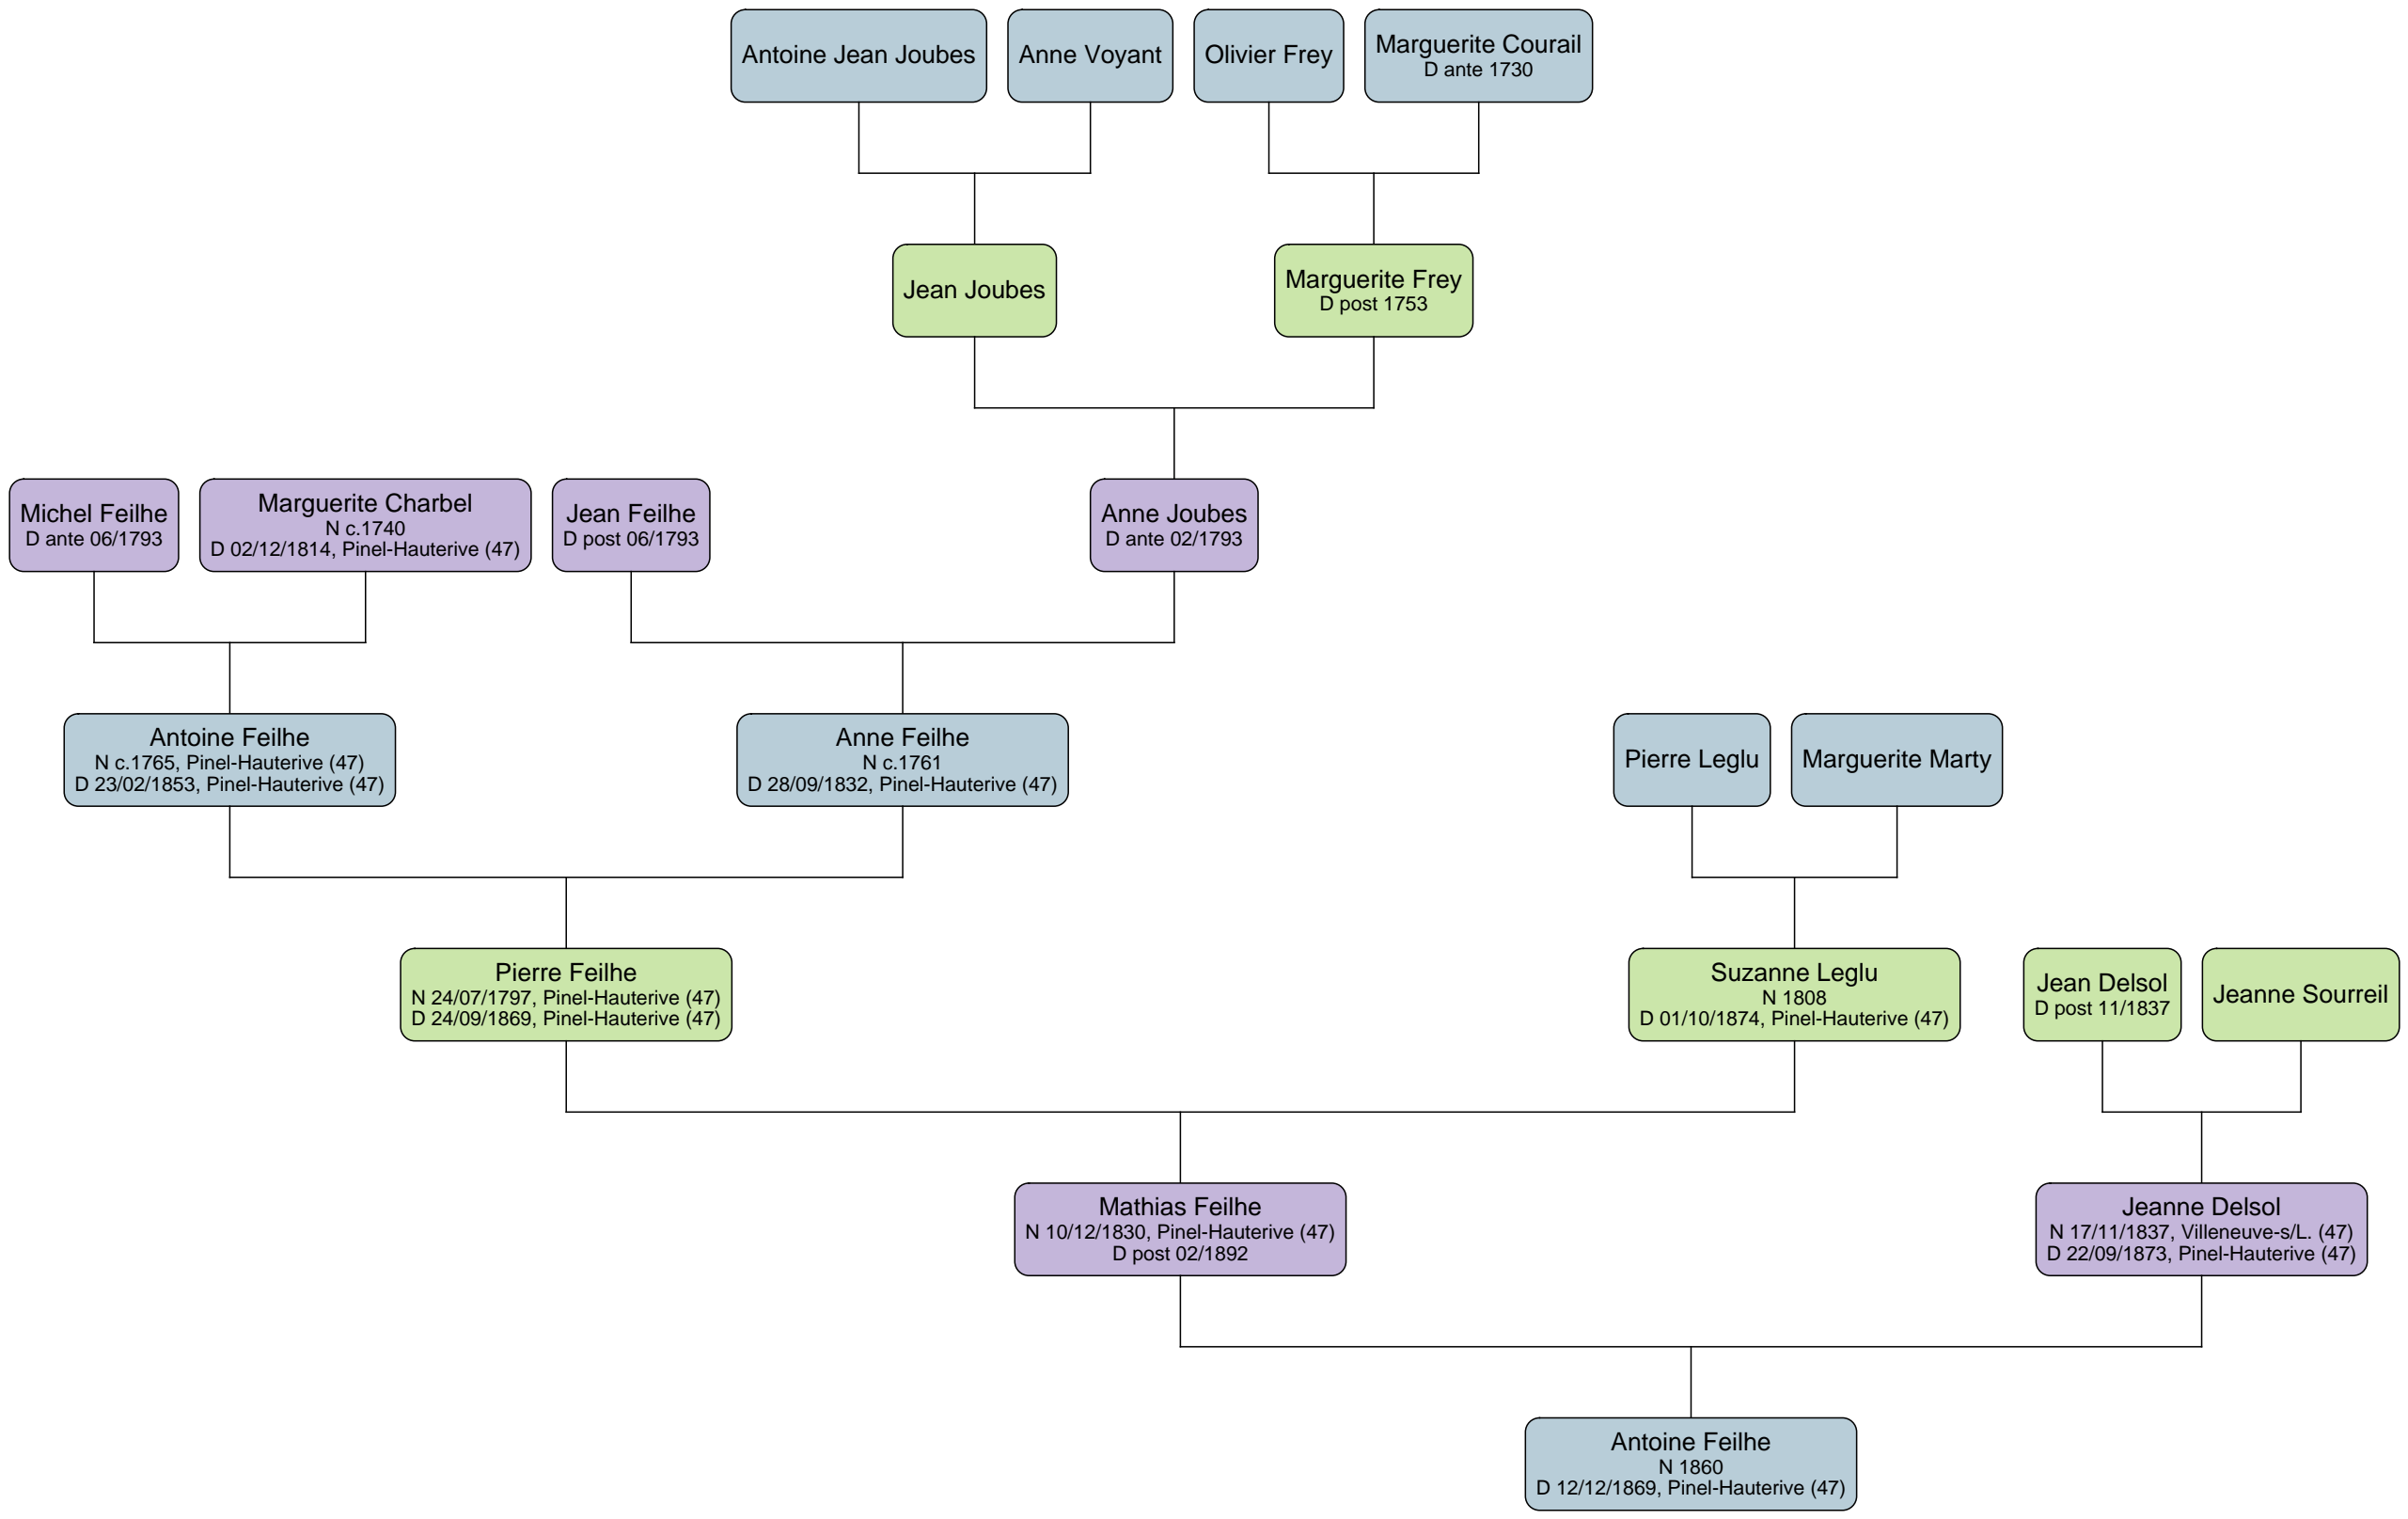 Antoine Jean Joubes
Anne Voyant
Olivier Frey
Marguerite Courail
D ante 1730
Jean Joubes
Marguerite Frey
D post 1753
Michel Feilhe
D ante 06/1793
Marguerite Charbel
N c.1740
D 02/12/1814, Pinel-Hauterive (47)
Jean Feilhe
D post 06/1793
Anne Joubes
D ante 02/1793
Antoine Feilhe
N c.1765, Pinel-Hauterive (47)
D 23/02/1853, Pinel-Hauterive (47)
Anne Feilhe
N c.1761
D 28/09/1832, Pinel-Hauterive (47)
Pierre Leglu
Marguerite Marty
Pierre Feilhe
N 24/07/1797, Pinel-Hauterive (47)
D 24/09/1869, Pinel-Hauterive (47)
Suzanne Leglu
N 1808
D 01/10/1874, Pinel-Hauterive (47)
Jean Delsol
D post 11/1837
Jeanne Sourreil
Mathias Feilhe
N 10/12/1830, Pinel-Hauterive (47)
D post 02/1892
Jeanne Delsol
N 17/11/1837, Villeneuve-s/L. (47)
D 22/09/1873, Pinel-Hauterive (47)
Antoine Feilhe
N 1860
D 12/12/1869, Pinel-Hauterive (47)